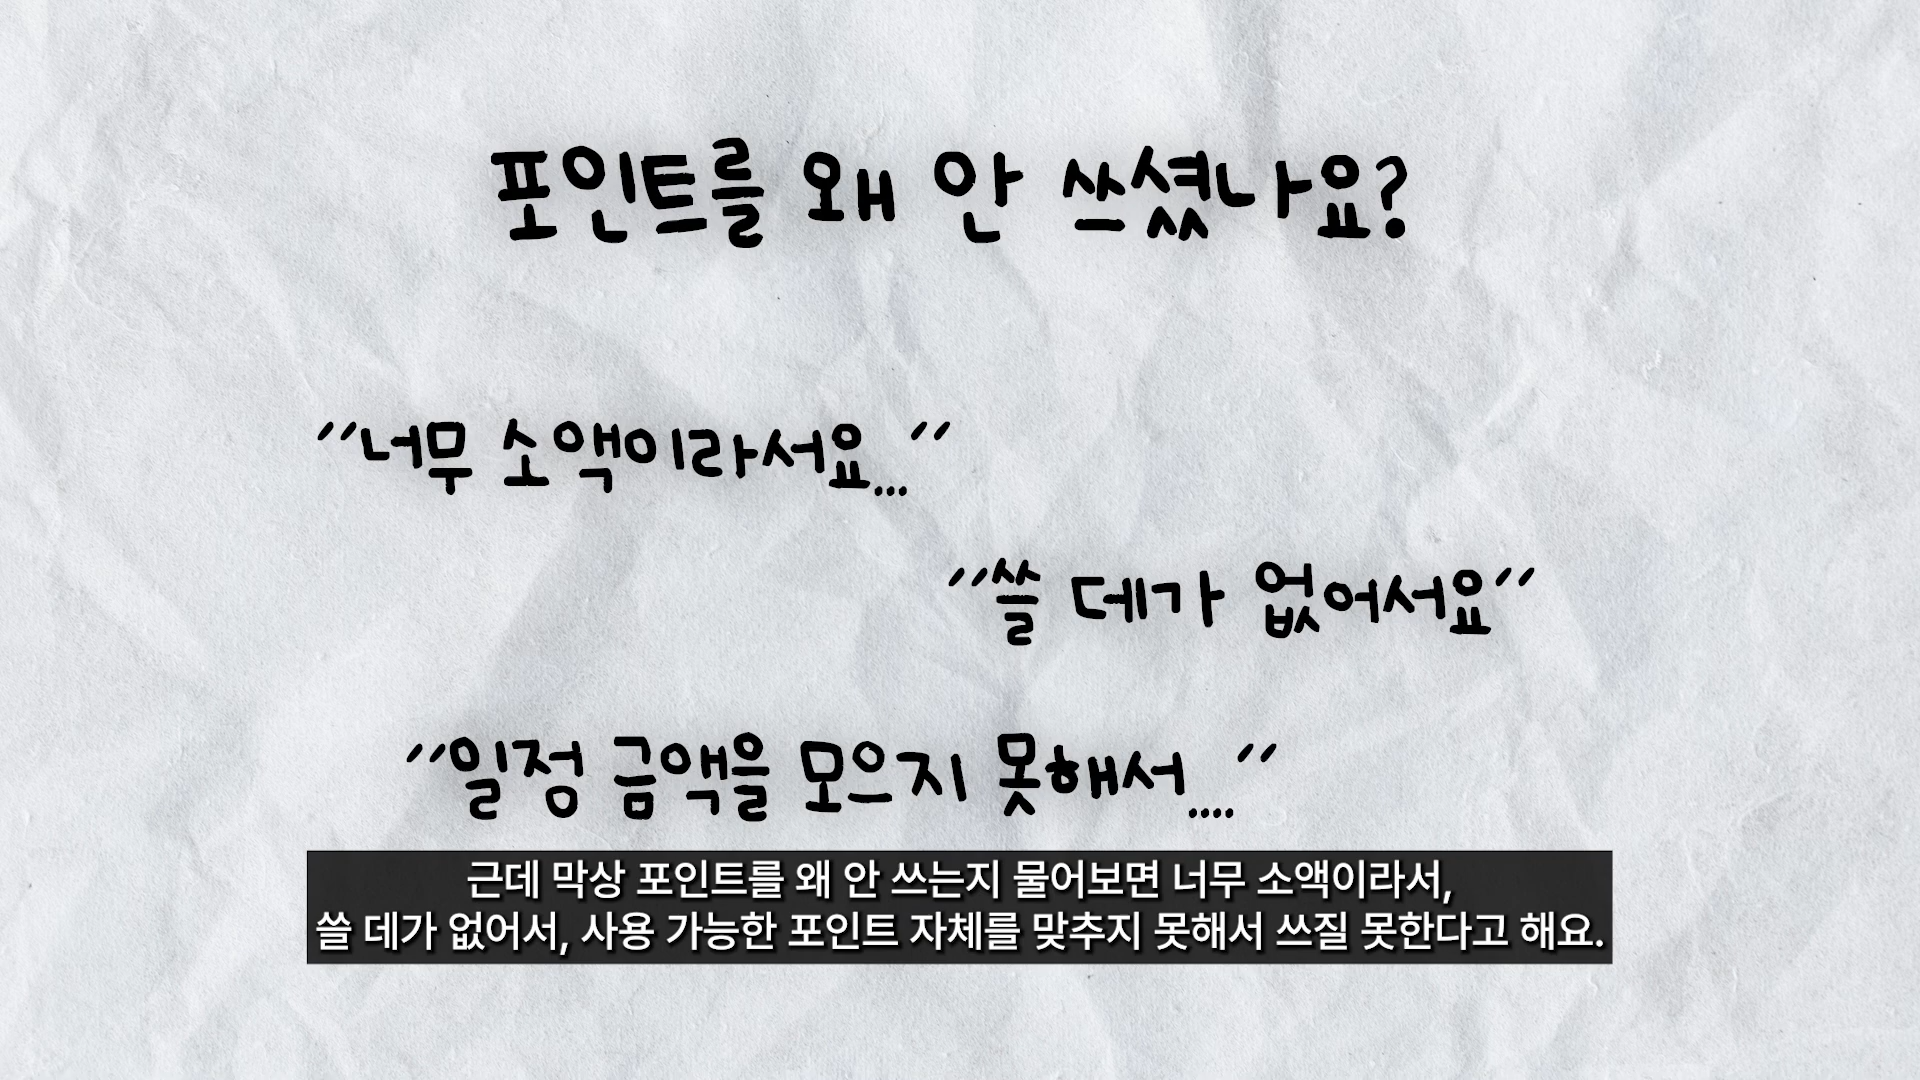 포인트를 왜 안 쓰셨나요?
"너무 소액이라서요..."
"쓸 데가 없어서요"
"일정 금액을 모으지 못해서...."
근데 막상 포인트를 왜 안 쓰는지 물어보면 너무 소액이라서,
쓸 데가 없어서, 사용 가능한 포인트 자체를 맞추지 못해서 쓰질 못한다고 해요.